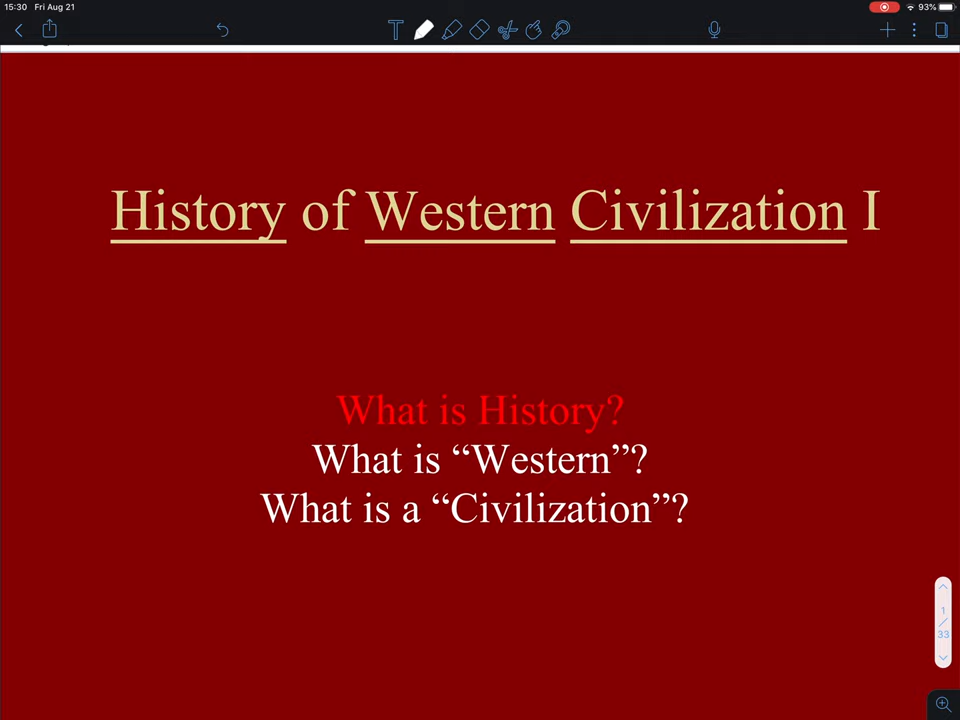 15:30 Fri Aug 21
93%
T
History of Western Civilization I
What is History?
What is “Western”?
What is a “Civilization”?
1
/
33